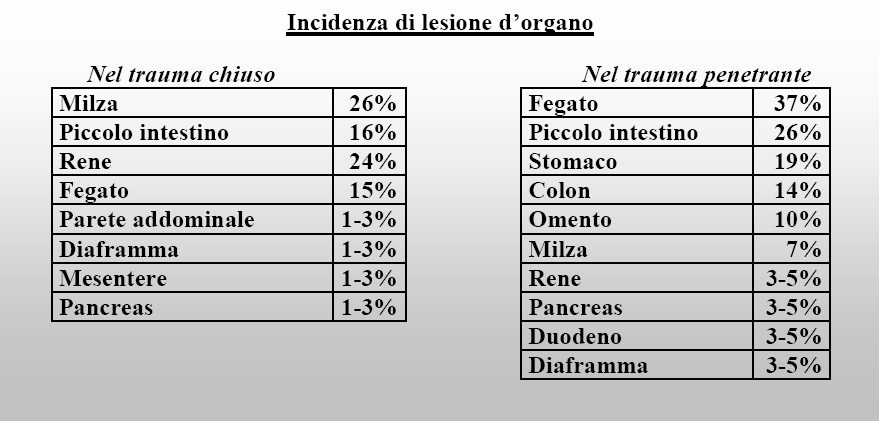 Incidenza di lesione d’organo
Nel trauma chiuso
Milza 26%
Piccolo intestino 16%
Rene 24%
Fegato 15%
Parete addominale 1-3%
Diaframma 1-3%
Mesentere 1-3%
Pancreas 1-3%
Nel trauma penetrante
Fegato 37%
Piccolo intestino 26%
Stomaco 19%
Colon 14%
Omento 10%
Milza 7%
Rene 3-5%
Pancreas 3-5%
Duodeno 3-5%
Diaframma 3-5%